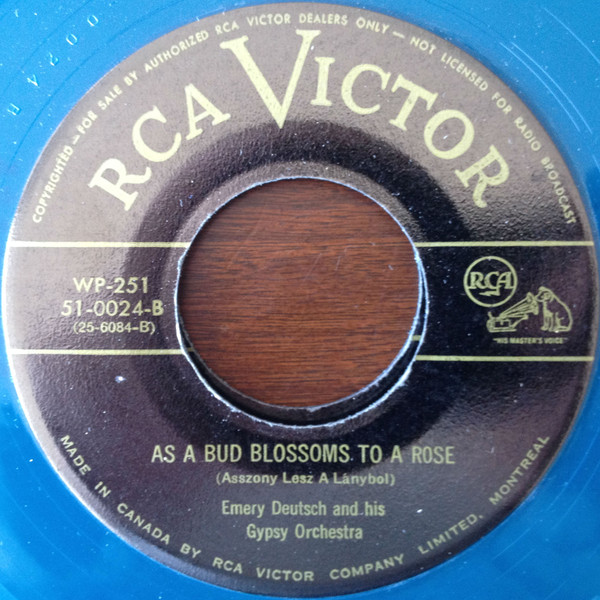 COPYRIGHTED—FOR SALE BY AUTHORIZED RCA VICTOR DEALERS ONLY—NOT LICENSED FOR RADIO BROADCAST
RCA VICTOR
WP-251
51-0024-B
(25-6084-B)
RCA
"HIS MASTER'S VOICE"
AS A BUD BLOSSOMS TO A ROSE
(Asszony Lesz A Lánybol)
Emery Deutsch and his
Gypsy Orchestra
MADE IN CANADA BY RCA VICTOR COMPANY LIMITED, MONTREAL